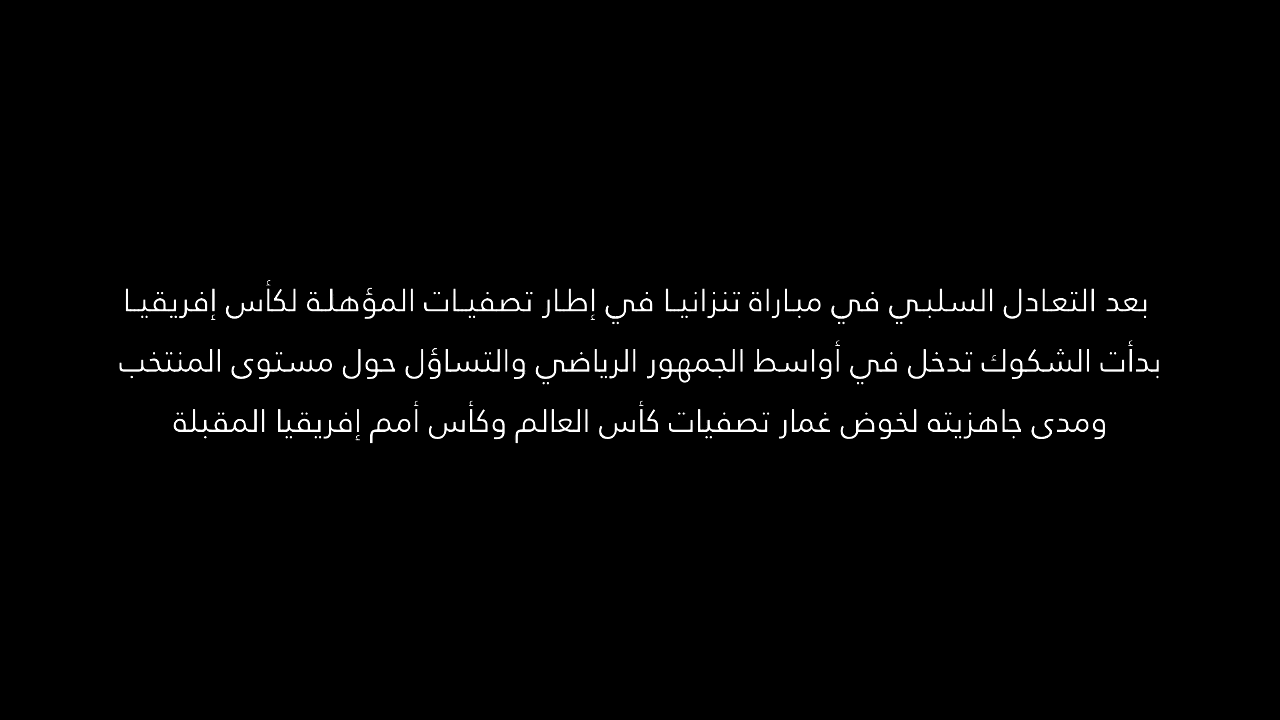 بعد التعادل السلبي في مباراة تنزانيا في إطار تصفيات المؤهلة لكأس إفريقيا
بدأت الشكوك تدخل في أواسط الجمهور الرياضي والتساؤل حول مستوى المنتخب
ومدى جاهزيته لخوض غمار تصفيات كأس العالم وكأس أمم إفريقيا المقبلة